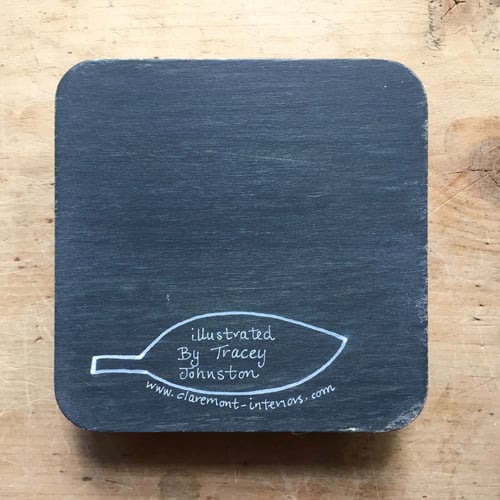 illustrated
By Tracey
Johnston
www.claremont-interiors.com